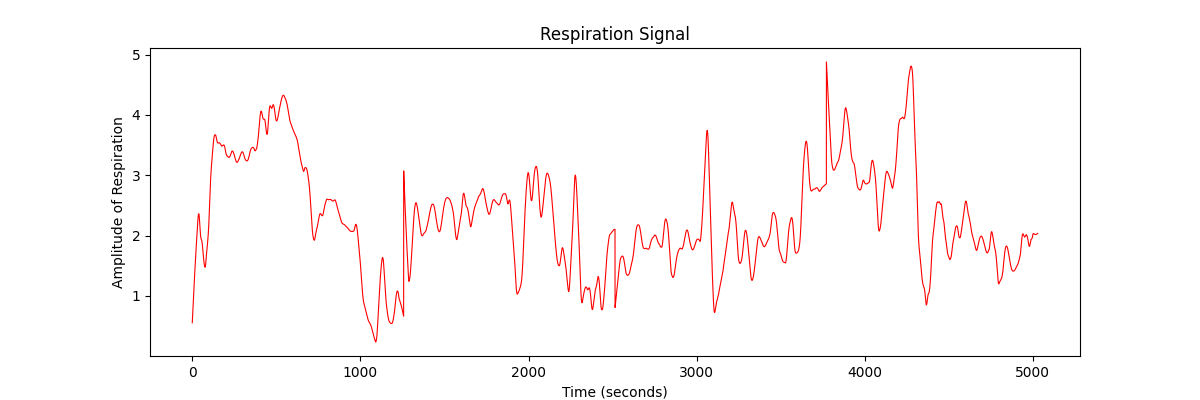 Respiration Signal
Amplitude of Respiration
5
4
3
2
1
0 1000 2000 3000 4000 5000
Time (seconds)